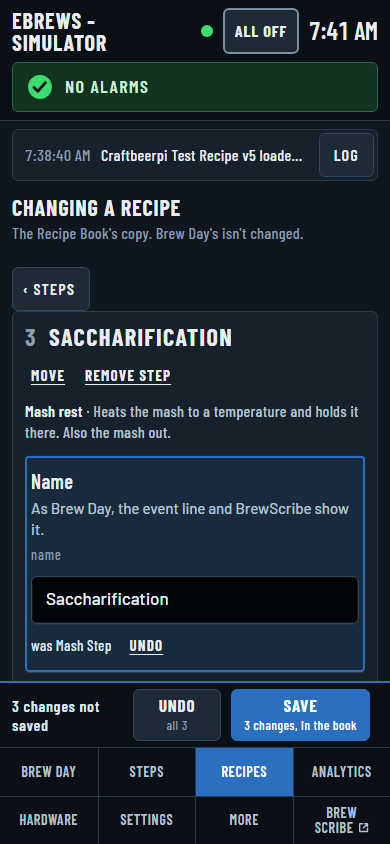 EBREWS -
SIMULATOR
ALL OFF
7:41 AM
NO ALARMS
7:38:40 AM Craftbeerpi Test Recipe v5 loade...
LOG
CHANGING A RECIPE
The Recipe Book's copy. Brew Day's isn't changed.
‹ STEPS
3 SACCHARIFICATION
MOVE REMOVE STEP
Mash rest · Heats the mash to a temperature and holds it
there. Also the mash out.
Name
As Brew Day, the event line and BrewScribe show
it.
name
Saccharification
was Mash Step UNDO
3 changes not
saved
UNDO
all 3
SAVE
3 changes, In the book
BREW DAY STEPS RECIPES ANALYTICS
HARDWARE SETTINGS MORE BREW
SCRIBE